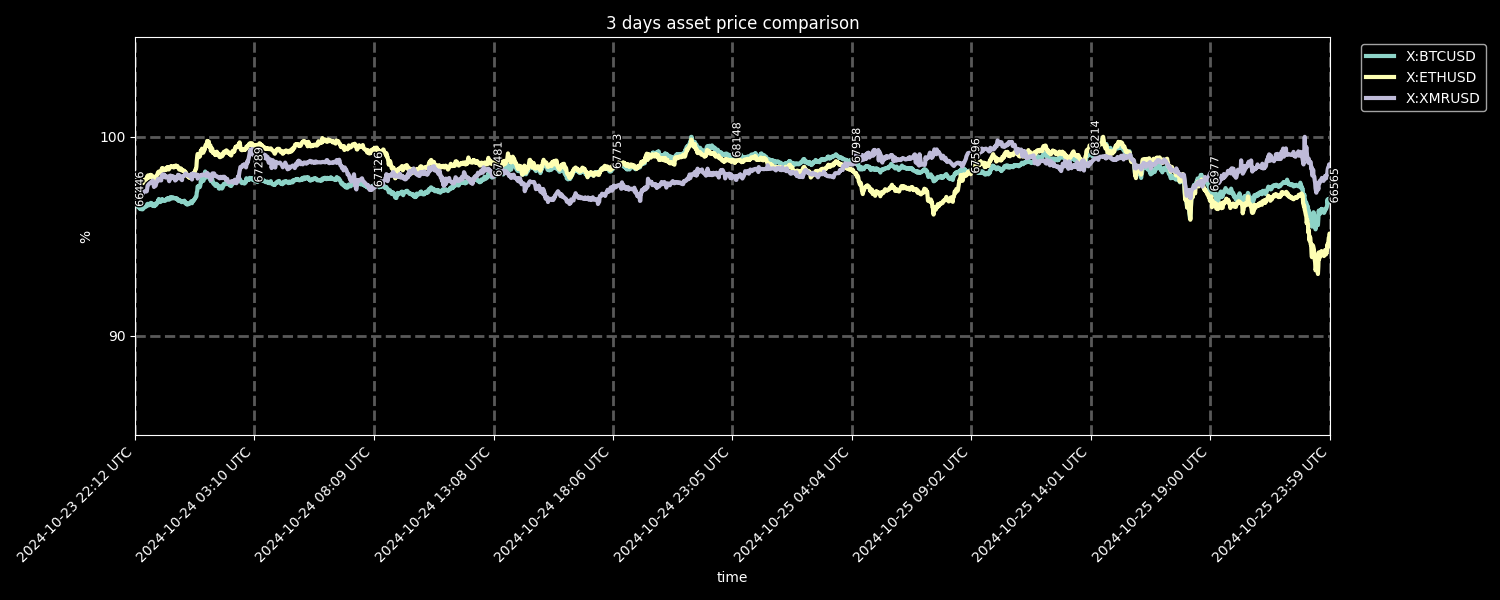 3 days asset price comparison
X:BTCUSD
X:ETHUSD
X:XMRUSD
100
90
%
67289
67126
67481
67753
68148
67958
67596
68214
66977
66565
2024-10-23 22:12 UTC
2024-10-24 03:10 UTC
2024-10-24 08:09 UTC
2024-10-24 13:08 UTC
2024-10-24 18:06 UTC
2024-10-24 23:05 UTC
2024-10-25 04:04 UTC
2024-10-25 09:02 UTC
2024-10-25 14:01 UTC
2024-10-25 19:00 UTC
2024-10-25 23:59 UTC
time